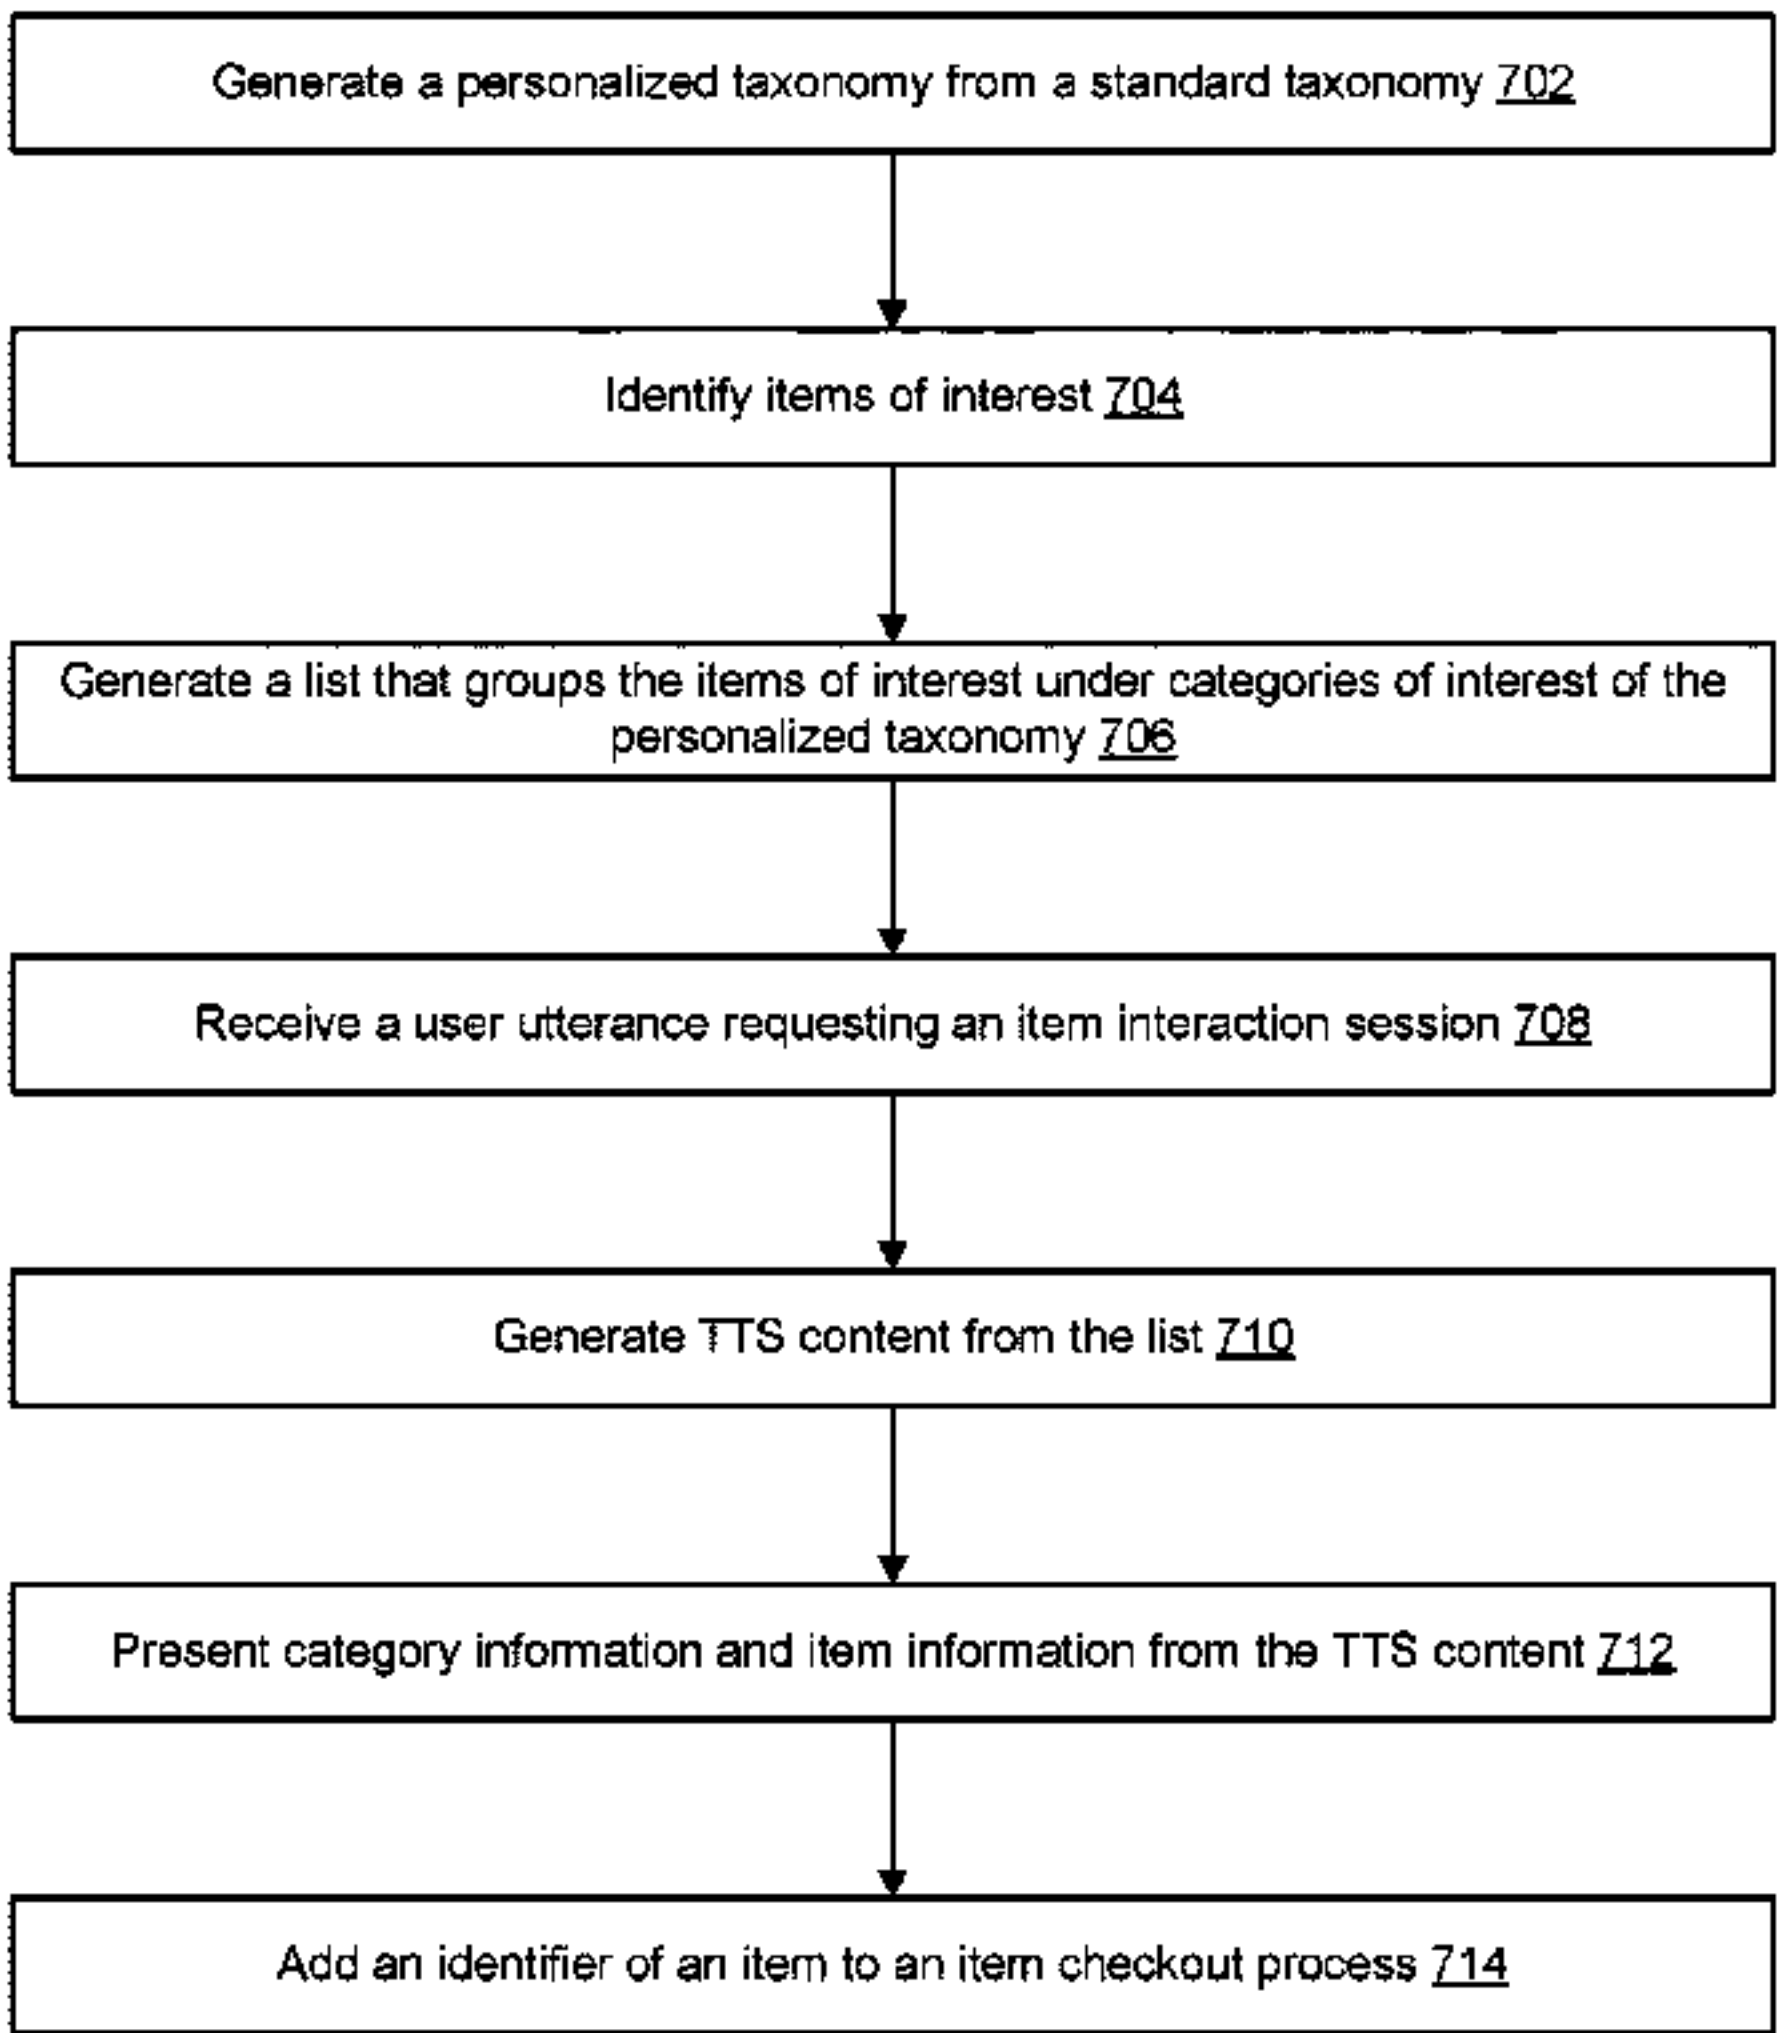 Generate a personalized taxonomy from a standard taxonomy 702
Identify items of interest 704
Generate a list that groups the items of interest under categories of interest of the
personalized taxonomy 706
Receive a user utterance requesting an item interaction session 708
Generate TTS content from the list 710
Present category information and item information from the TTS content 712
Add an identifier of an item to an item checkout process 714